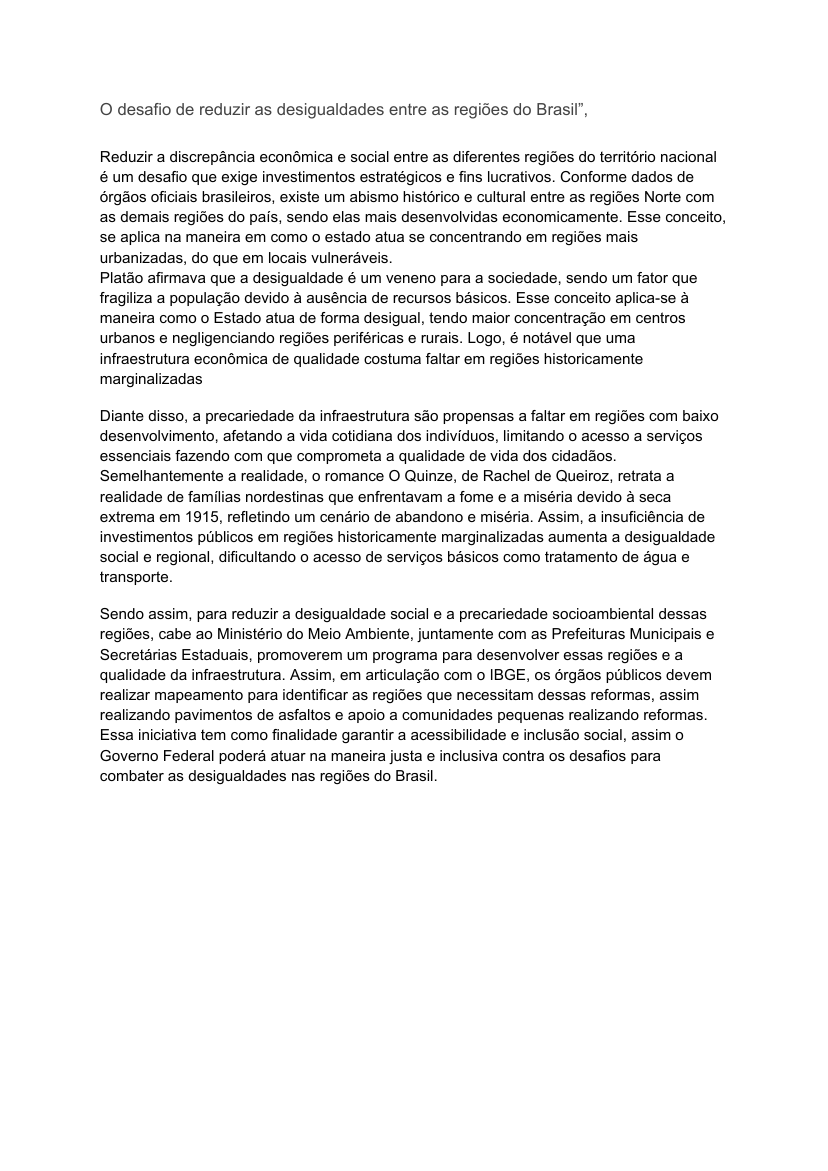 O desafio de reduzir as desigualdades entre as regiões do Brasil”,
Reduzir a discrepância econômica e social entre as diferentes regiões do território nacional
é um desafio que exige investimentos estratégicos e fins lucrativos. Conforme dados de
órgãos oficiais brasileiros, existe um abismo histórico e cultural entre as regiões Norte com
as demais regiões do país, sendo elas mais desenvolvidas economicamente. Esse conceito,
se aplica na maneira em como o estado atua se concentrando em regiões mais
urbanizadas, do que em locais vulneráveis.
Platão afirmava que a desigualdade é um veneno para a sociedade, sendo um fator que
fragiliza a população devido à ausência de recursos básicos. Esse conceito aplica-se à
maneira como o Estado atua de forma desigual, tendo maior concentração em centros
urbanos e negligenciando regiões periféricas e rurais. Logo, é notável que uma
infraestrutura econômica de qualidade costuma faltar em regiões historicamente
marginalizadas
Diante disso, a precariedade da infraestrutura são propensas a faltar em regiões com baixo
desenvolvimento, afetando a vida cotidiana dos indivíduos, limitando o acesso a serviços
essenciais fazendo com que comprometa a qualidade de vida dos cidadãos.
Semelhantemente a realidade, o romance O Quinze, de Rachel de Queiroz, retrata a
realidade de famílias nordestinas que enfrentavam a fome e a miséria devido à seca
extrema em 1915, refletindo um cenário de abandono e miséria. Assim, a insuficiência de
investimentos públicos em regiões historicamente marginalizadas aumenta a desigualdade
social e regional, dificultando o acesso de serviços básicos como tratamento de água e
transporte.
Sendo assim, para reduzir a desigualdade social e a precariedade socioambiental dessas
regiões, cabe ao Ministério do Meio Ambiente, juntamente com as Prefeituras Municipais e
Secretárias Estaduais, promoverem um programa para desenvolver essas regiões e a
qualidade da infraestrutura. Assim, em articulação com o IBGE, os órgãos públicos devem
realizar mapeamento para identificar as regiões que necessitam dessas reformas, assim
realizando pavimentos de asfaltos e apoio a comunidades pequenas realizando reformas.
Essa iniciativa tem como finalidade garantir a acessibilidade e inclusão social, assim o
Governo Federal poderá atuar na maneira justa e inclusiva contra os desafios para
combater as desigualdades nas regiões do Brasil.